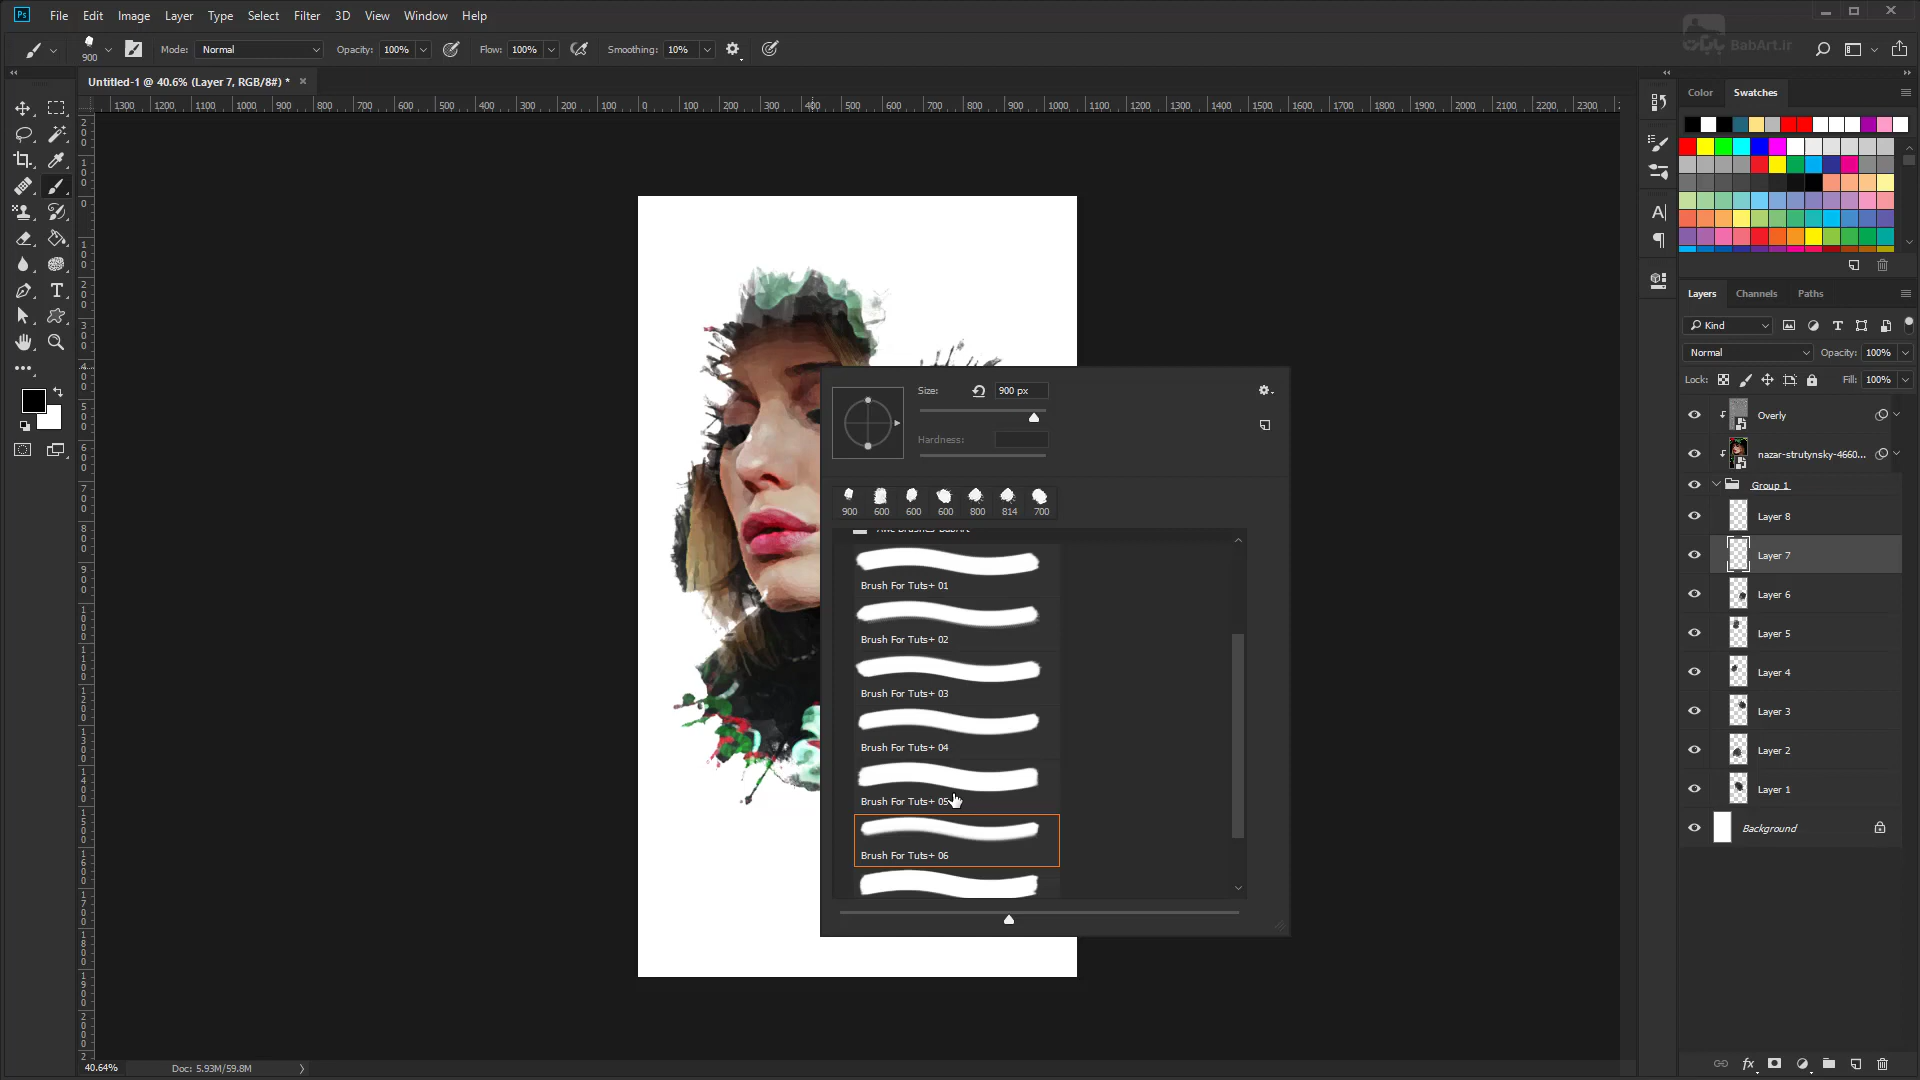 Ps File Edit Image Layer Type Select Filter 3D View Window Help
900 Mode: Normal Opacity: 100% Flow: 100% Smoothing: 10%
باب آرت BabArt.ir
Untitled-1 @ 40.6% (Layer 7, RGB/8#) *
1300 1200 1100 1000 900 800 700 600 500 400 300 200 100 0 100 200 300 400 500 600 700 800 900 1000 1100 1200 1300 1400 1500 1600 1700 1800 1900 2000 2100 2200 2300
Color Swatches
Layers Channels Paths
Kind
Normal Opacity: 100%
Lock: Fill: 100%
Overly
nazar-strutynsky-4660...
Group 1
Layer 8
Layer 7
Layer 6
Layer 5
Layer 4
Layer 3
Layer 2
Layer 1
Background
Size: 900 px
Hardness:
900 600 600 600 800 814 700
Brush For Tuts+ 01
Brush For Tuts+ 02
Brush For Tuts+ 03
Brush For Tuts+ 04
Brush For Tuts+ 05
Brush For Tuts+ 06
40.64% Doc: 5.93M/59.8M